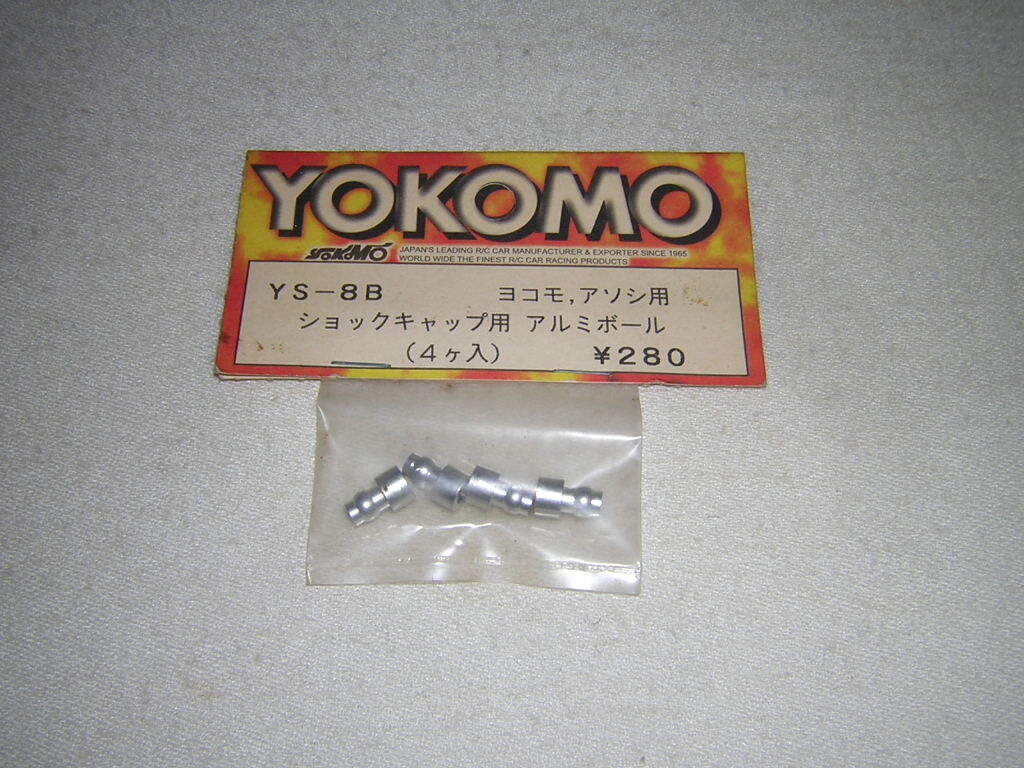 YOKOMO
YOKOMO JAPAN'S LEADING R/C CAR MANUFACTURER & EXPORTER SINCE 1965
WORLD WIDE THE FINEST R/C CAR RACING PRODUCTS
YS-8B ヨコモ,アソシ用
ショックキャップ用 アルミボール
(4ヶ入) ¥280